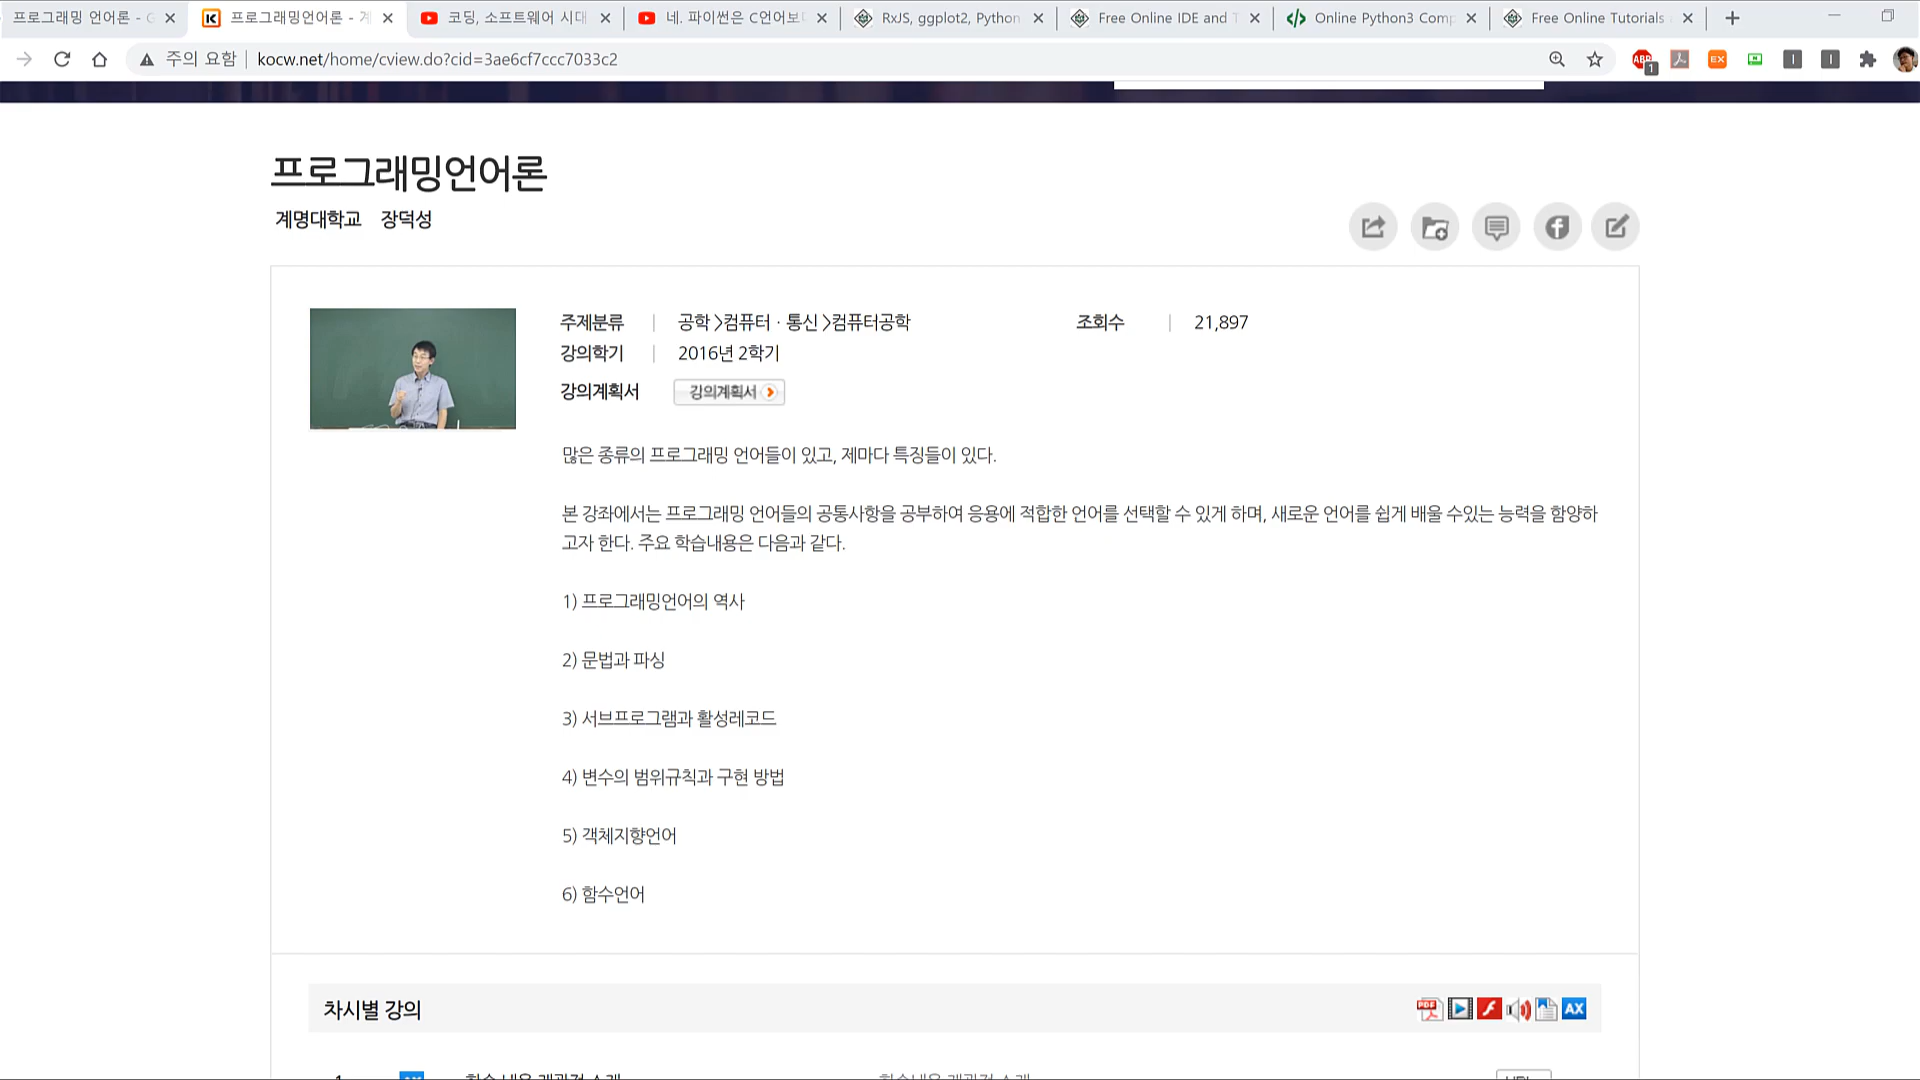 프로그래밍 언어론 - G
프로그래밍언어론 - 계
코딩, 소프트웨어 시대
네. 파이썬은 C언어보다
RxJS, ggplot2, Python
Free Online IDE and T
Online Python3 Comp
Free Online Tutorials
주의 요함
kocw.net/home/cview.do?cid=3ae6cf7ccc7033c2
프로그래밍언어론
계명대학교 장덕성
주제분류 | 공학 >컴퓨터ㆍ통신 >컴퓨터공학
조회수 | 21,897
강의학기 | 2016년 2학기
강의계획서 강의계획서
많은 종류의 프로그래밍 언어들이 있고, 제마다 특징들이 있다.
본 강좌에서는 프로그래밍 언어들의 공통사항을 공부하여 응용에 적합한 언어를 선택할 수 있게 하며, 새로운 언어를 쉽게 배울 수있는 능력을 함양하
고자 한다. 주요 학습내용은 다음과 같다.
1) 프로그래밍언어의 역사
2) 문법과 파싱
3) 서브프로그램과 활성레코드
4) 변수의 범위규칙과 구현 방법
5) 객체지향언어
6) 함수언어
차시별 강의
PDF
AX